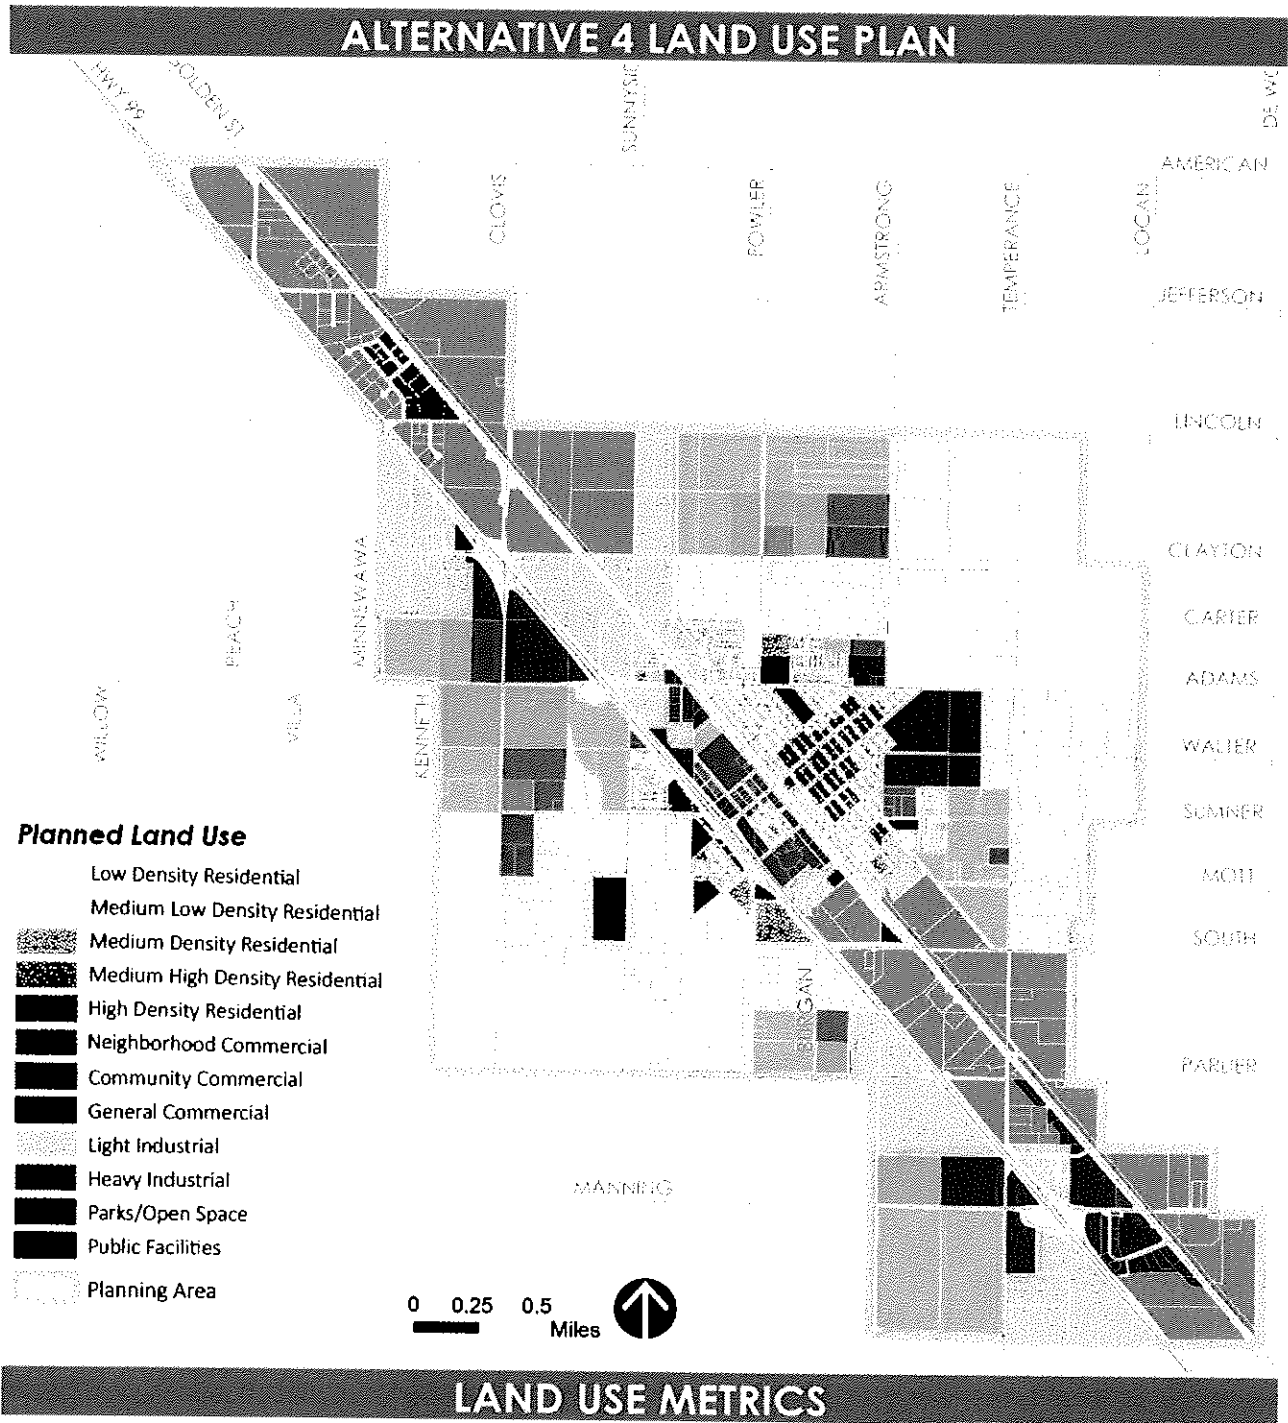 ALTERNATIVE 4 LAND USE PLAN
HWY 99
GOLDEN ST
AMERICAN
CLOVIS
FOWLER
ARMSTRONG
TEMPERANCE
LOCAN
JEFFERSON
LINCOLN
CLAYTON
MINNEWAWA
PEACH
CARTER
ADAMS
WILLOW
VILLA
KENNETH
WALTER
SUMNER
Planned Land Use
Low Density Residential
MOTT
Medium Low Density Residential
SOUTH
Medium Density Residential
Medium High Density Residential
High Density Residential
Neighborhood Commercial
Community Commercial
General Commercial
Light Industrial
Heavy Industrial
Parks/Open Space
Public Facilities
Planning Area
PARLIER
MANNING
0 0.25 0.5
Miles
LAND USE METRICS